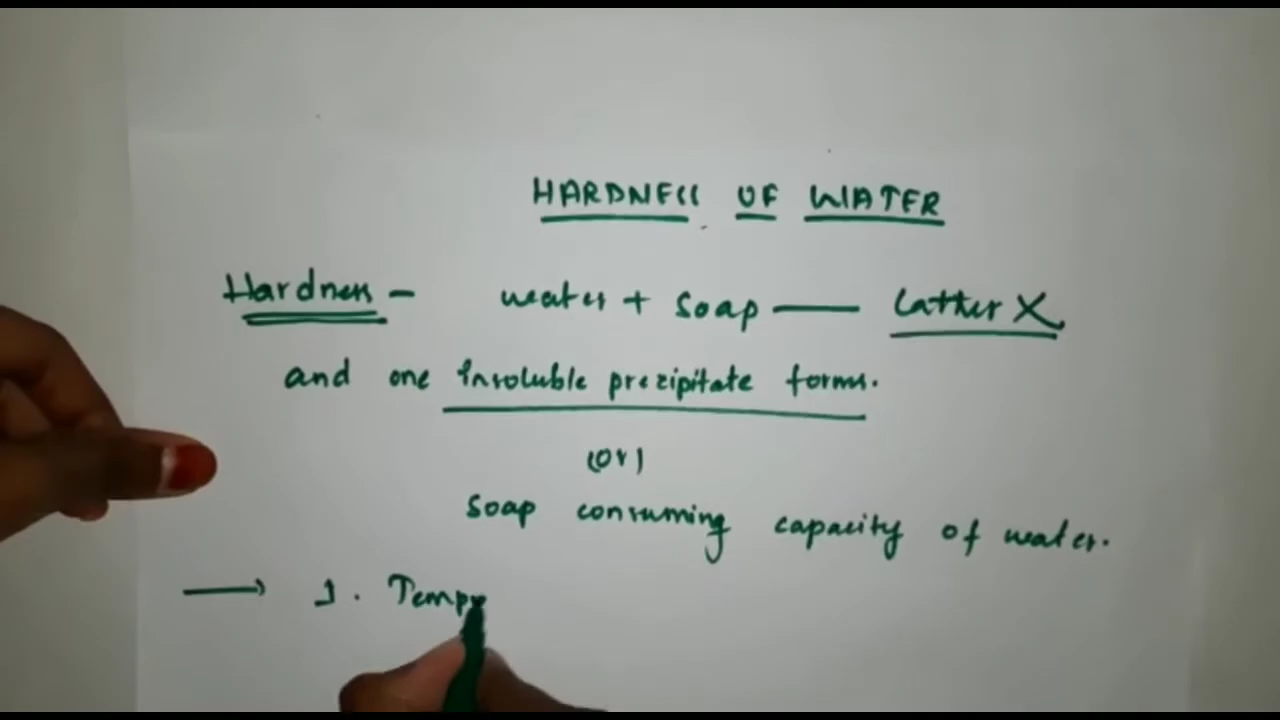 HARDNESS OF WATER
Hardness - water + soap — Lather X
and one insoluble precipitate forms.
(or)
soap consuming capacity of water.
→ 1. Temp